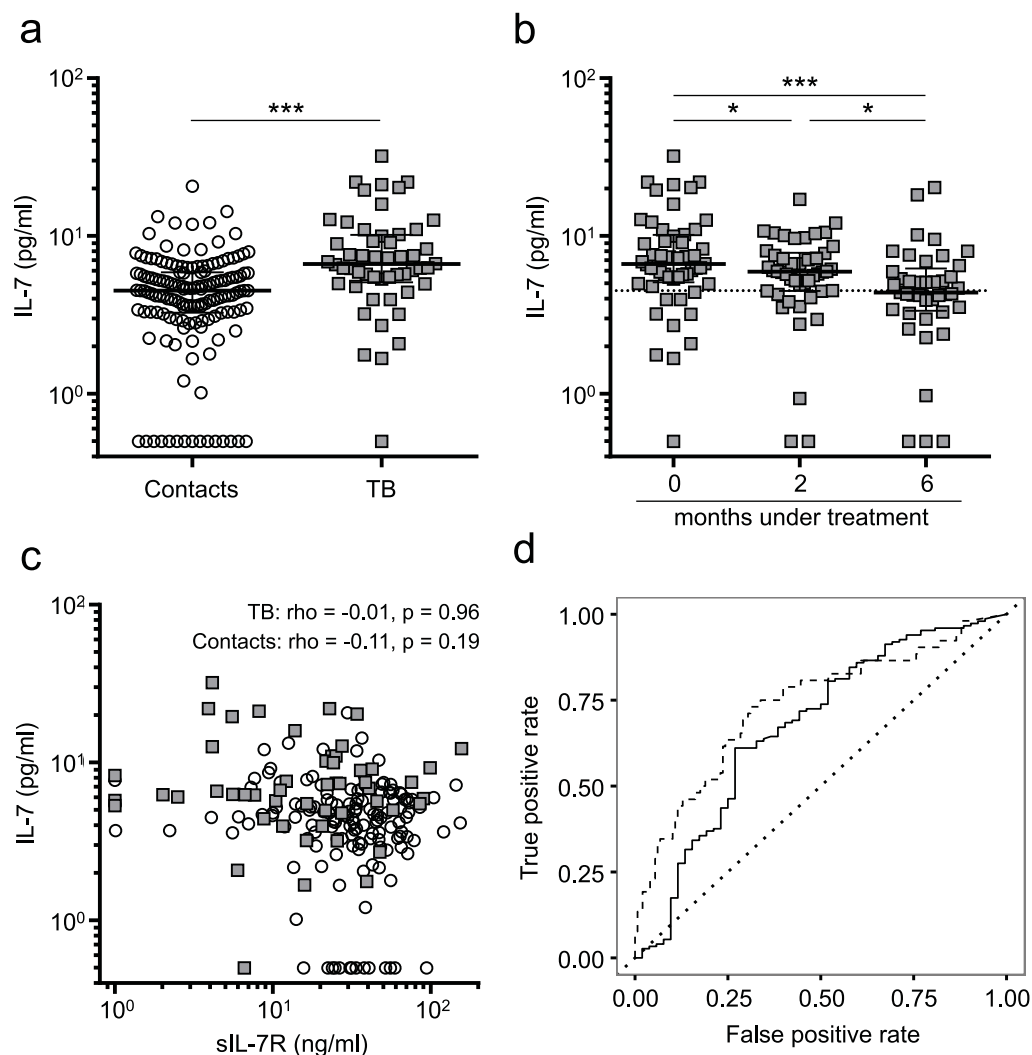 a
10²
10¹
10⁰
IL-7 (pg/ml)
***
Contacts
TB
b
10²
10¹
10⁰
IL-7 (pg/ml)
***
*
*
0
2
6
months under treatment
c
10²
10¹
10⁰
IL-7 (pg/ml)
TB: rho = -0.01, p = 0.96
Contacts: rho = -0.11, p = 0.19
10⁰
10¹
10²
sIL-7R (ng/ml)
d
1.00
0.75
0.50
0.25
0.00
True positive rate
0.00
0.25
0.50
0.75
1.00
False positive rate